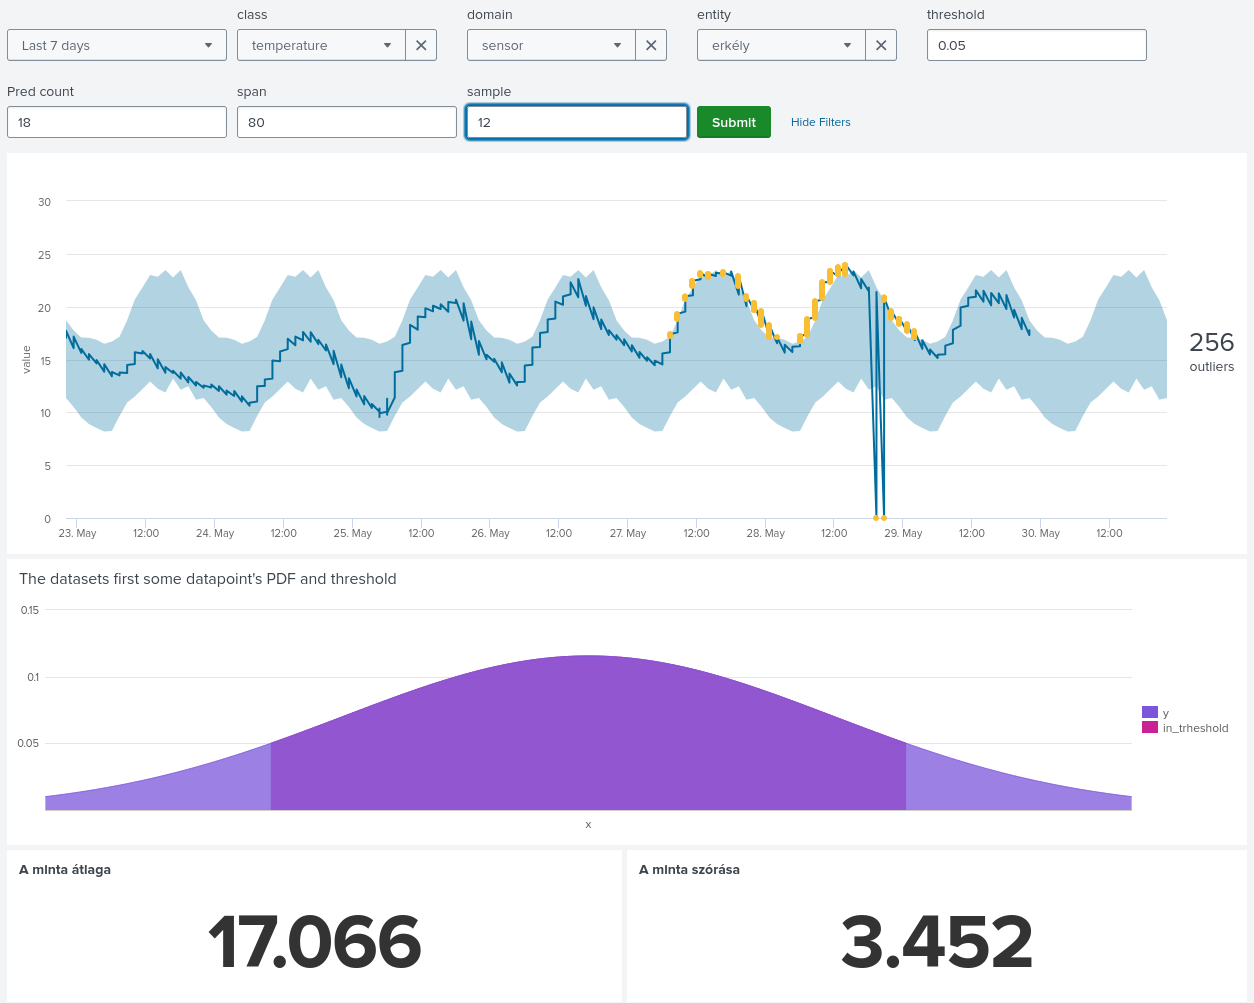 class domain entity threshold
Last 7 days temperature sensor erkély 0.05
Pred count span sample
18 80 12 Submit Hide Filters
30
25
20
15
10
5
0
value
23. May 12:00 24. May 12:00 25. May 12:00 26. May 12:00 27. May 12:00 28. May 12:00 29. May 12:00 30. May 12:00
256
outliers
The datasets first some datapoint's PDF and threshold
0.15
0.1
0.05
x
y
in_trheshold
A minta átlaga A minta szórása
17.066 3.452